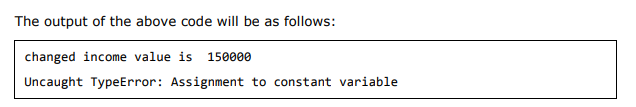 The output of the above code will be as follows:
changed income value is  150000
Uncaught TypeError: Assignment to constant variable